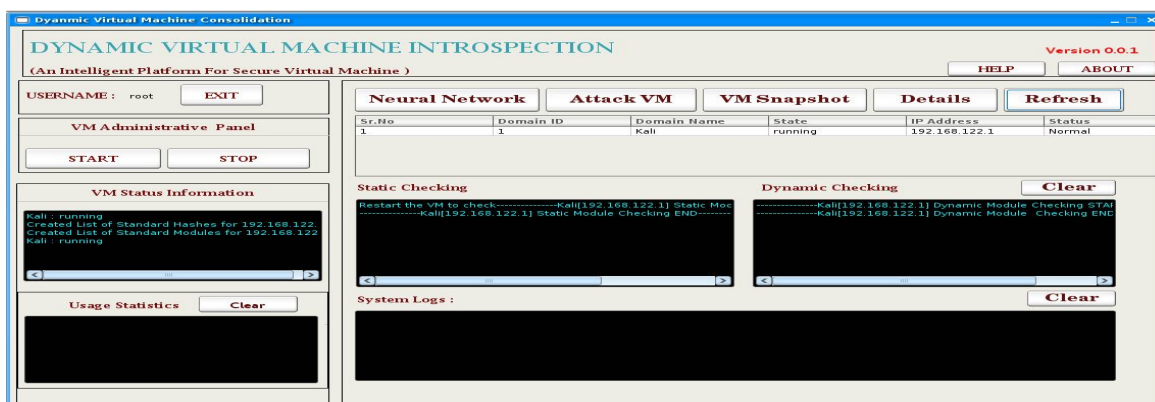 Dyanmic Virtual Machine Consolidation
DYNAMIC VIRTUAL MACHINE INTROSPECTION
Version 0.0.1
(An Intelligent Platform For Secure Virtual Machine )
HELP
ABOUT
USERNAME : root
EXIT
Neural Network
Attack VM
VM Snapshot
Details
Refresh
VM Administrative Panel
START
STOP
Sr.No Domain ID Domain Name State IP Address Status
1 1 Kali running 192.168.122.1 Normal
VM Status Information
Kali : running
Created List of Standard Hashes for 192.168.122.
Created List of Standard Modules for 192.168.122
Kali : running
Static Checking
Restart the VM to check---------------Kali[192.168.122.1] Static Moc
---------------Kali[192.168.122.1] Static Module Checking END--------
Dynamic Checking
Clear
---------------Kali[192.168.122.1] Dynamic Module Checking STAI
---------------Kali[192.168.122.1] Dynamic Module  Checking END
Usage Statistics
Clear
System Logs :
Clear